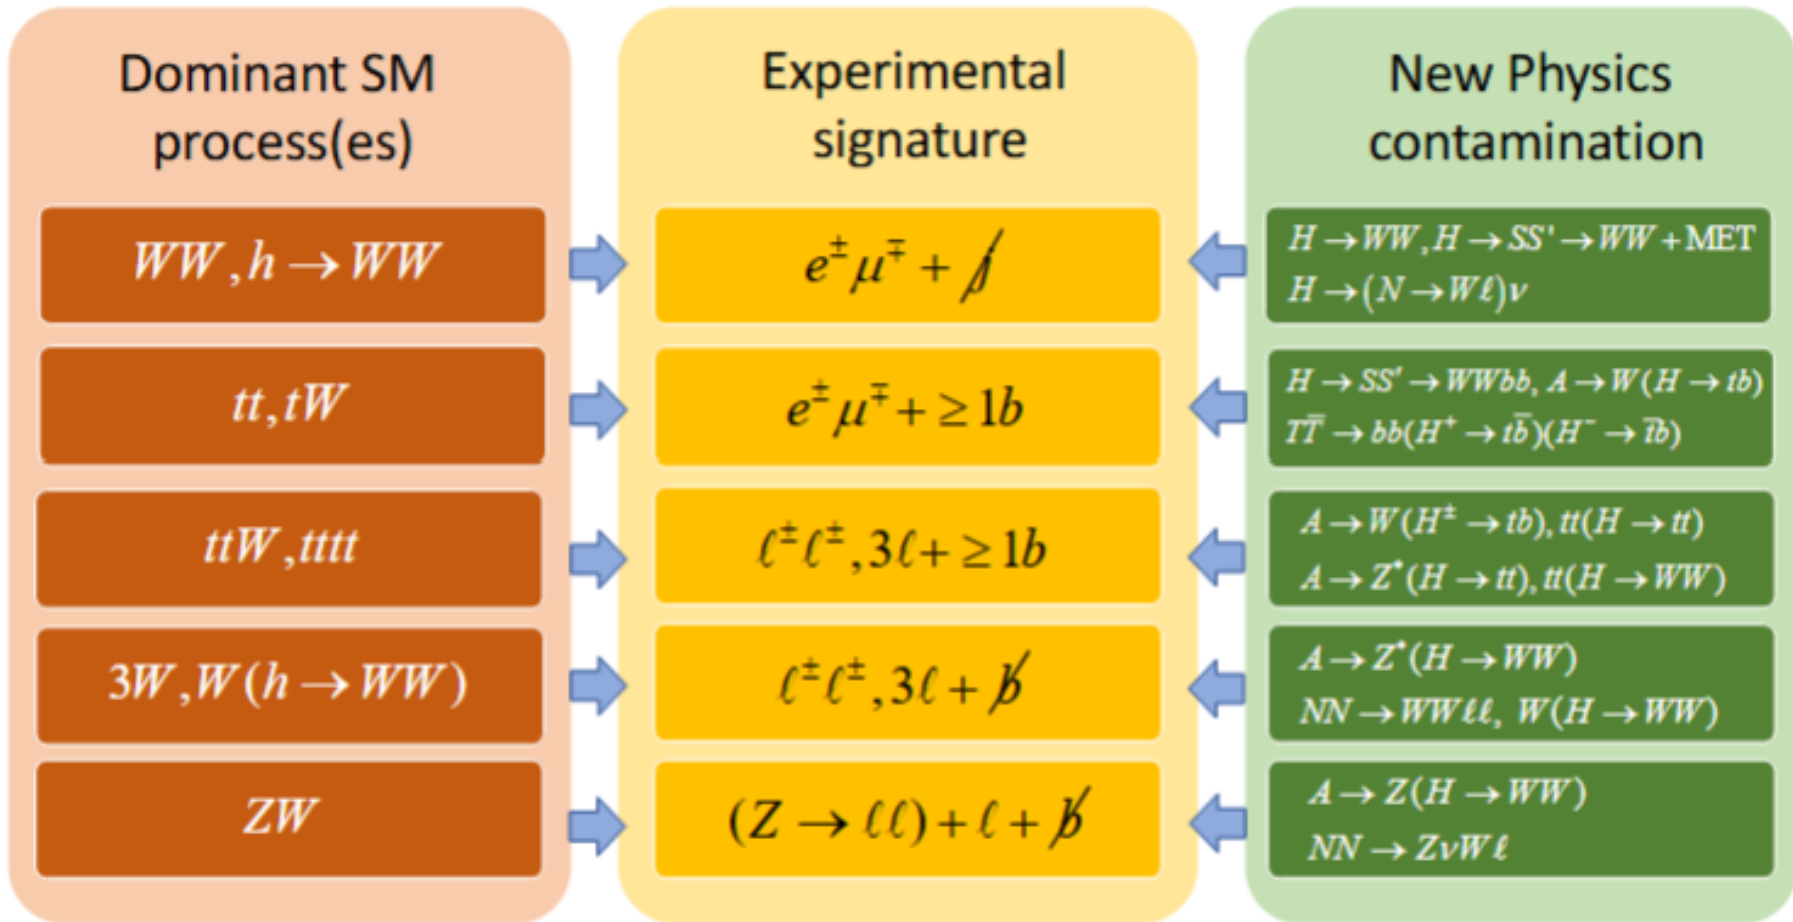 Dominant SM
process(es)
Experimental
signature
New Physics
contamination
WW, h → WW
e± μ∓ + j̸
H → WW, H → SS′ → WW + MET
H → (N → Wℓ)ν
tt, tW
e± μ∓ + ≥ 1b
H → SS′ → WWbb, A → W(H → tb)
TT̅ → bb(H⁺ → tb̅)(H⁻ → t̅b)
ttW, tttt
ℓ±ℓ±, 3ℓ + ≥ 1b
A → W(H± → tb), tt(H → tt)
A → Z*(H → tt), tt(H → WW)
3W, W(h → WW)
ℓ±ℓ±, 3ℓ + b̸
A → Z*(H → WW)
NN → WWℓℓ, W(H → WW)
ZW
(Z → ℓℓ) + ℓ + b̸
A → Z(H → WW)
NN → ZνWℓ